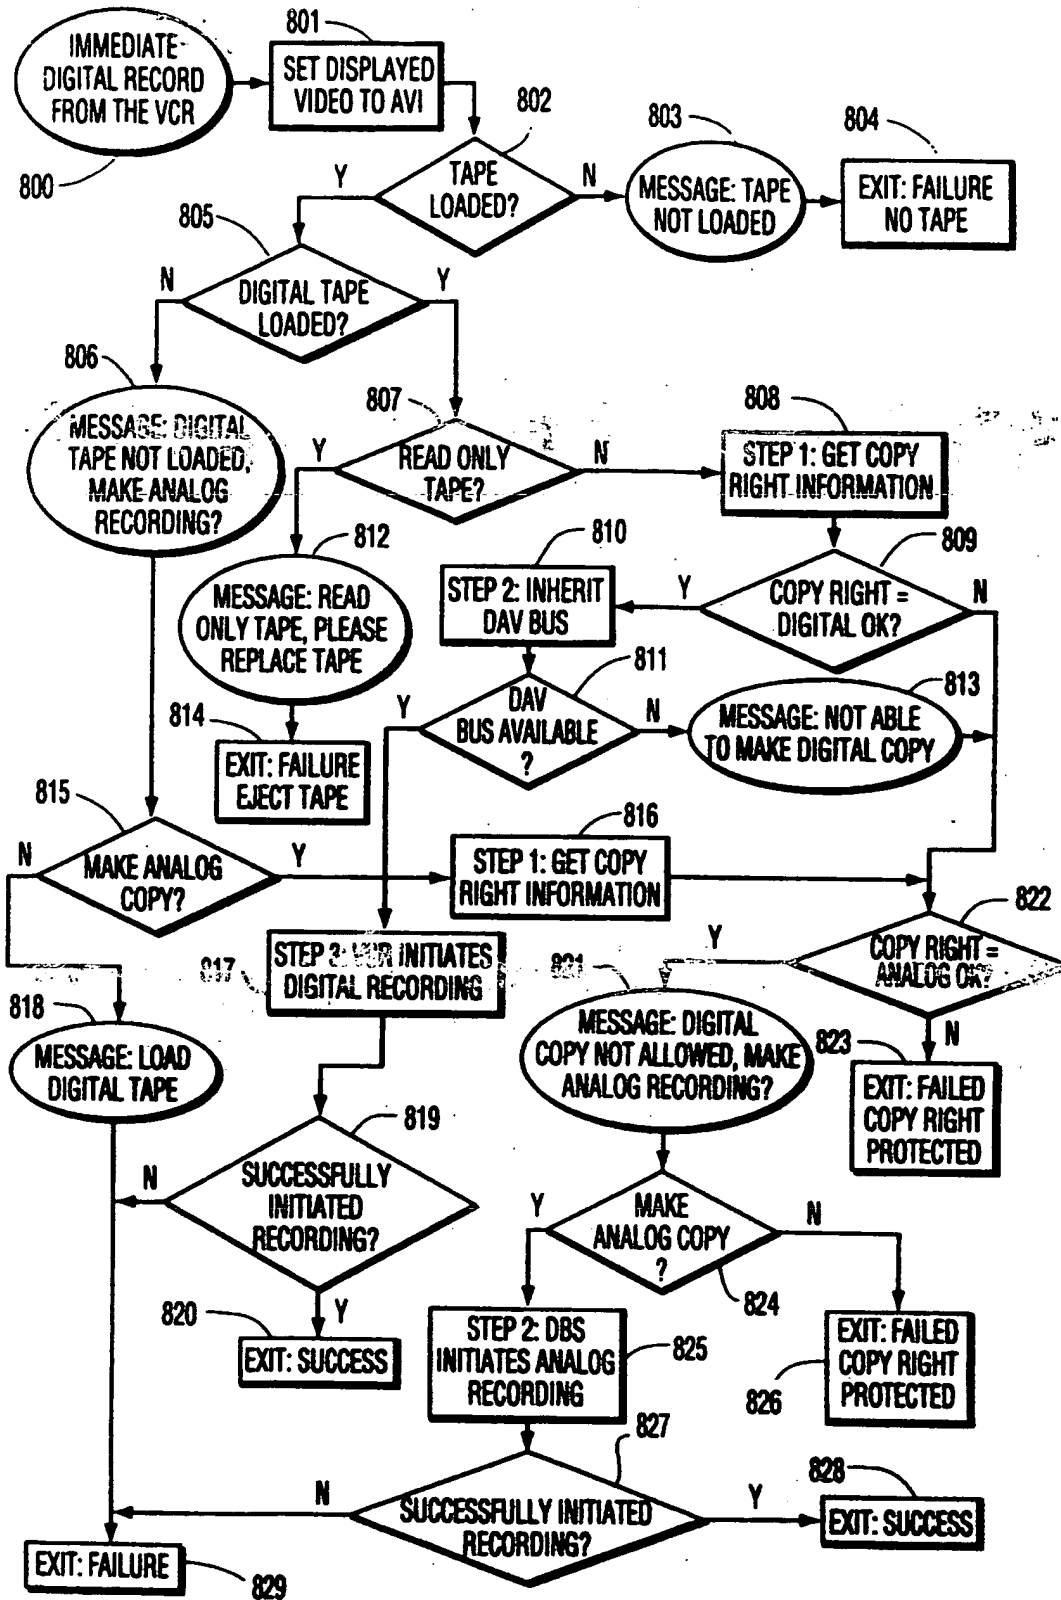 801
IMMEDIATE
DIGITAL RECORD
FROM THE VCR
800
SET DISPLAYED
VIDEO TO AVI
802
TAPE
LOADED?
Y
N
803
MESSAGE: TAPE
NOT LOADED
804
EXIT: FAILURE
NO TAPE
805
DIGITAL TAPE
LOADED?
N
Y
806
MESSAGE: DIGITAL
TAPE NOT LOADED,
MAKE ANALOG
RECORDING?
807
READ ONLY
TAPE?
Y
N
808
STEP 1: GET COPY
RIGHT INFORMATION
809
COPY RIGHT =
DIGITAL OK?
Y
N
810
STEP 2: INHERIT
DAV BUS
812
MESSAGE: READ
ONLY TAPE, PLEASE
REPLACE TAPE
811
DAV
BUS AVAILABLE
?
Y
N
813
MESSAGE: NOT ABLE
TO MAKE DIGITAL COPY
814
EXIT: FAILURE
EJECT TAPE
815
MAKE ANALOG
COPY?
N
Y
816
STEP 1: GET COPY
RIGHT INFORMATION
822
COPY RIGHT =
ANALOG OK?
Y
N
817
STEP 3: VCR INITIATES
DIGITAL RECORDING
821
MESSAGE: DIGITAL
COPY NOT ALLOWED, MAKE
ANALOG RECORDING?
823
EXIT: FAILED
COPY RIGHT
PROTECTED
818
MESSAGE: LOAD
DIGITAL TAPE
819
SUCCESSFULLY
INITIATED
RECORDING?
N
Y
820
EXIT: SUCCESS
MAKE
ANALOG COPY
?
Y
N
824
STEP 2: DBS
INITIATES ANALOG
RECORDING
825
EXIT: FAILED
COPY RIGHT
PROTECTED
826
827
SUCCESSFULLY INITIATED
RECORDING?
N
Y
828
EXIT: SUCCESS
EXIT: FAILURE
829